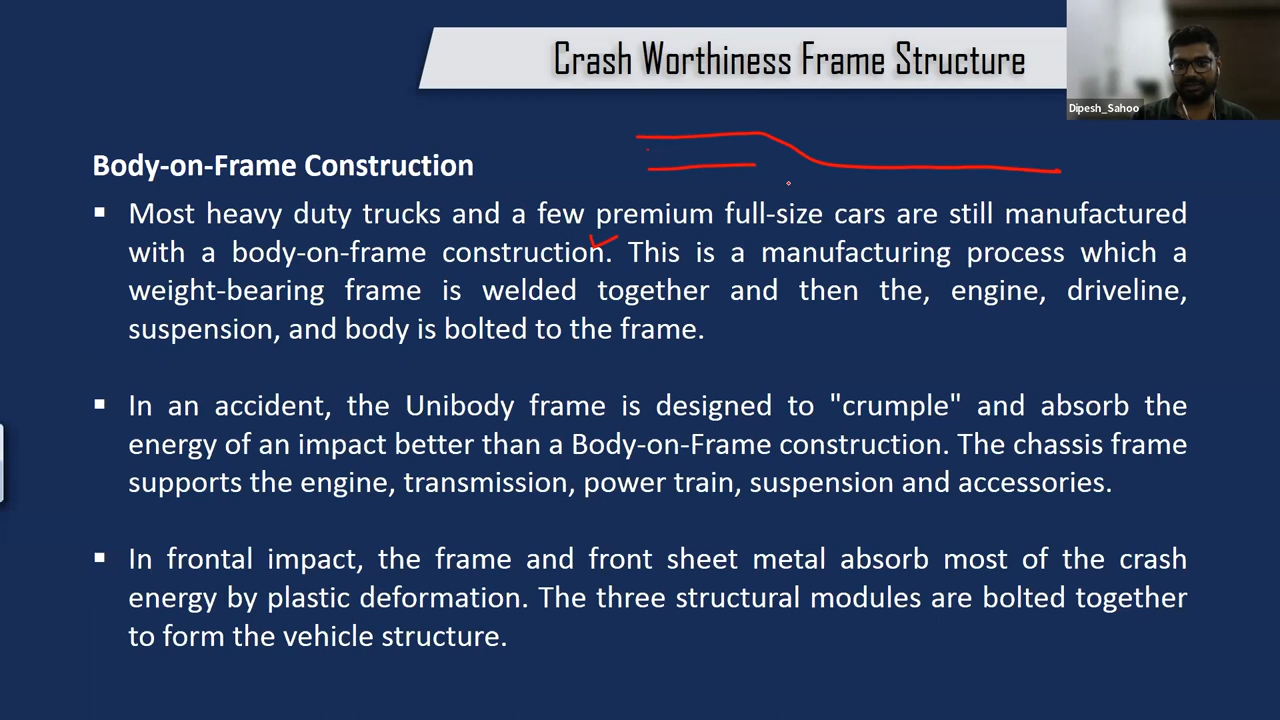 Crash Worthiness Frame Structure
Dipesh_Sahoo
Body-on-Frame Construction
▪ Most heavy duty trucks and a few premium full-size cars are still manufactured
with a body-on-frame construction. This is a manufacturing process which a
weight-bearing frame is welded together and then the, engine, driveline,
suspension, and body is bolted to the frame.
▪ In an accident, the Unibody frame is designed to "crumple" and absorb the
energy of an impact better than a Body-on-Frame construction. The chassis frame
supports the engine, transmission, power train, suspension and accessories.
▪ In frontal impact, the frame and front sheet metal absorb most of the crash
energy by plastic deformation. The three structural modules are bolted together
to form the vehicle structure.